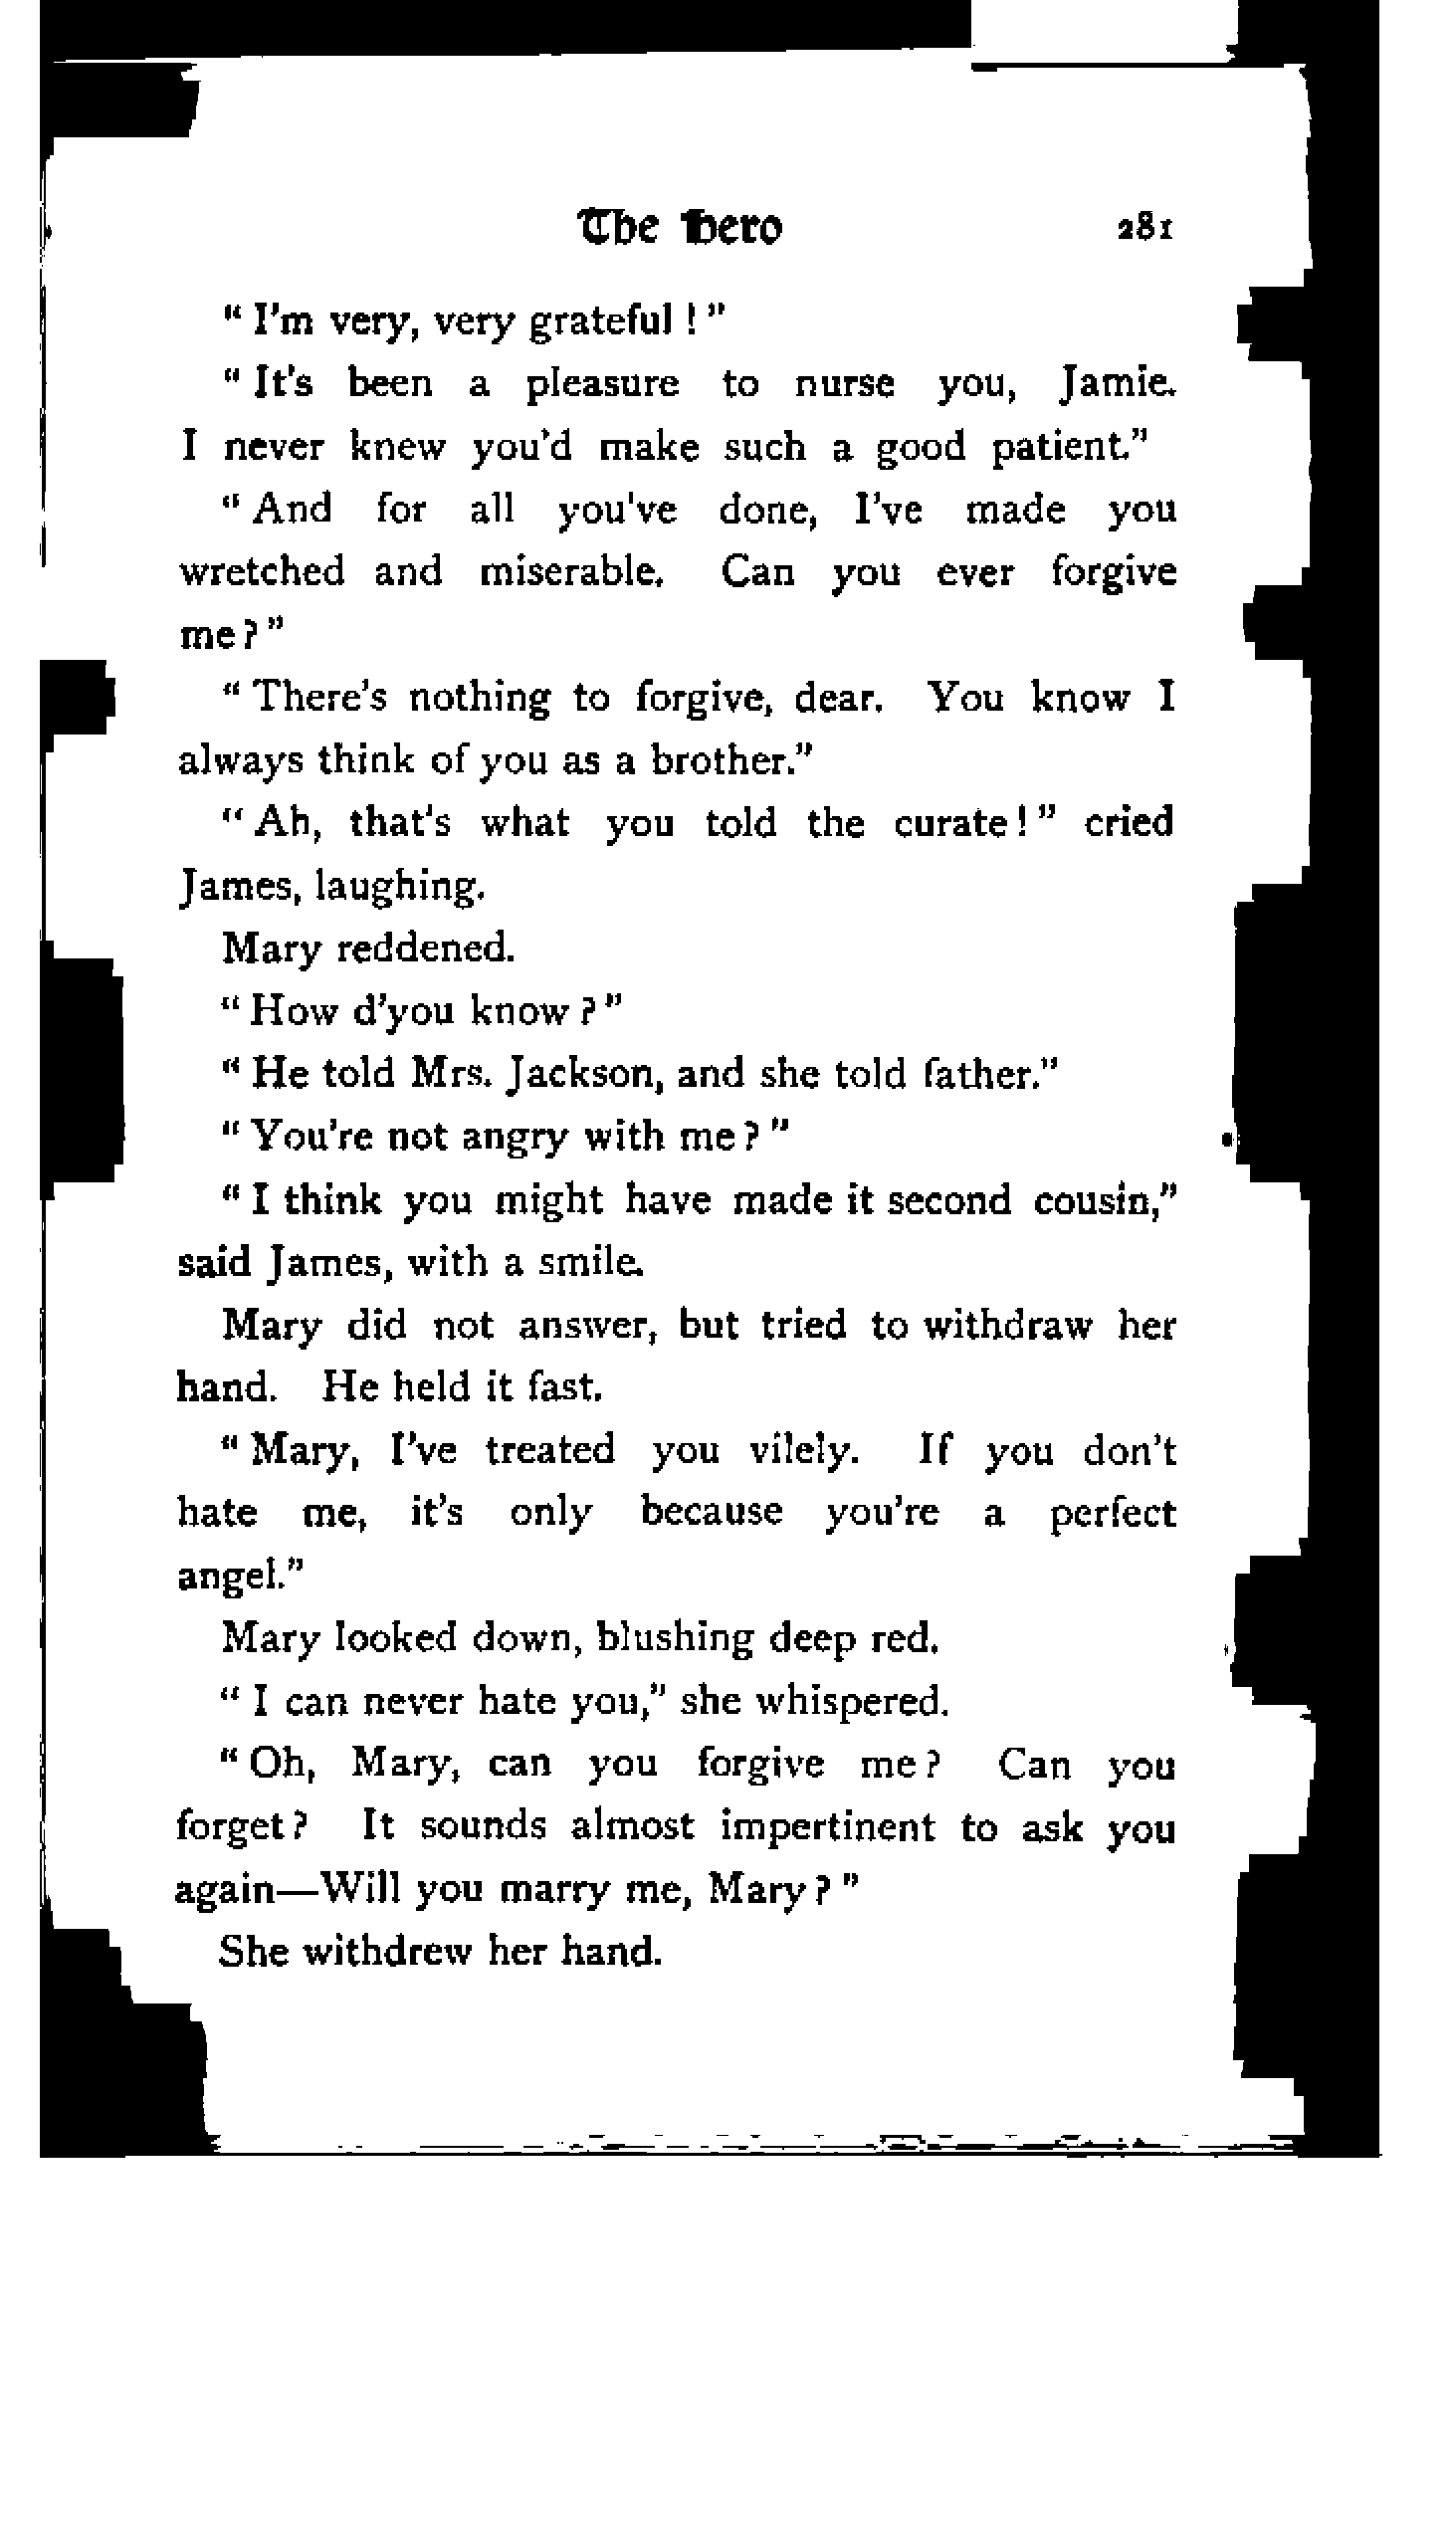 The Hero 281
“ I'm very, very grateful ! ”
“ It's been a pleasure to nurse you, Jamie.
I never knew you'd make such a good patient.”
“ And for all you've done, I've made you
wretched and miserable. Can you ever forgive
me ? ”
“ There's nothing to forgive, dear. You know I
always think of you as a brother.”
“ Ah, that's what you told the curate ! ” cried
James, laughing.
Mary reddened.
“ How d'you know ? ”
“ He told Mrs. Jackson, and she told father.”
“ You're not angry with me ? ”
“ I think you might have made it second cousin,”
said James, with a smile.
Mary did not answer, but tried to withdraw her
hand. He held it fast.
“ Mary, I've treated you vilely. If you don't
hate me, it's only because you're a perfect
angel.”
Mary looked down, blushing deep red.
“ I can never hate you,” she whispered.
“ Oh, Mary, can you forgive me ? Can you
forget ? It sounds almost impertinent to ask you
again—Will you marry me, Mary ? ”
She withdrew her hand.